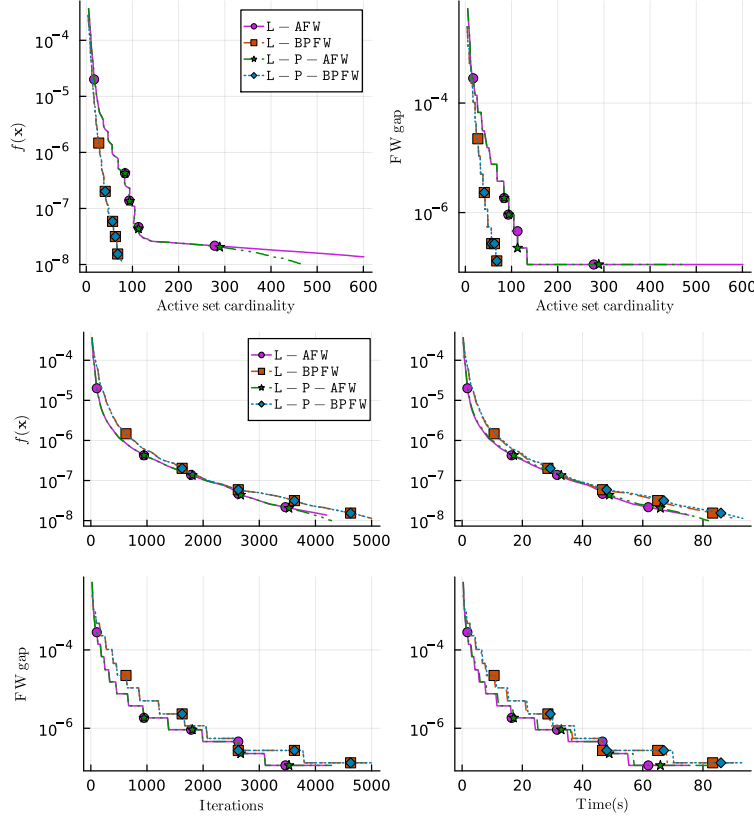 f(x)
10⁻⁴
10⁻⁵
10⁻⁶
10⁻⁷
10⁻⁸
0 100 200 300 400 500 600
Active set cardinality
L − AFW
L − BPFW
L − P − AFW
L − P − BPFW
FW gap
10⁻⁴
10⁻⁶
0 100 200 300 400 500 600
Active set cardinality
f(x)
10⁻⁴
10⁻⁵
10⁻⁶
10⁻⁷
10⁻⁸
0 1000 2000 3000 4000 5000
L − AFW
L − BPFW
L − P − AFW
L − P − BPFW
10⁻⁴
10⁻⁵
10⁻⁶
10⁻⁷
10⁻⁸
0 20 40 60 80
FW gap
10⁻⁴
10⁻⁶
0 1000 2000 3000 4000 5000
Iterations
10⁻⁴
10⁻⁶
0 20 40 60 80
Time(s)